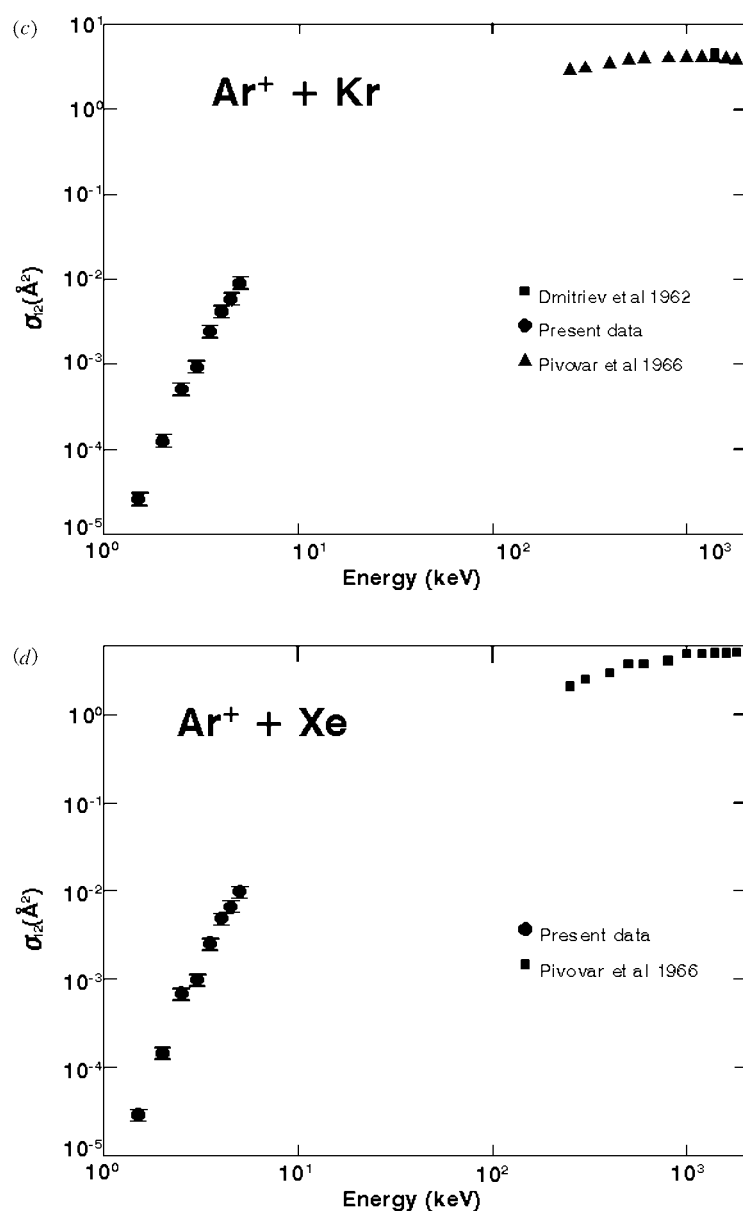 (c)
10¹
10⁰
10⁻¹
10⁻²
10⁻³
10⁻⁴
10⁻⁵
σ₁₂(Å²)
Ar⁺ + Kr
Dmitriev et al 1962
Present data
Pivovar et al 1966
10⁰ 10¹ 10² 10³
Energy (keV)
(d)
10⁰
10⁻¹
10⁻²
10⁻³
10⁻⁴
10⁻⁵
σ₁₂(Å²)
Ar⁺ + Xe
Present data
Pivovar et al 1966
10⁰ 10¹ 10² 10³
Energy (keV)